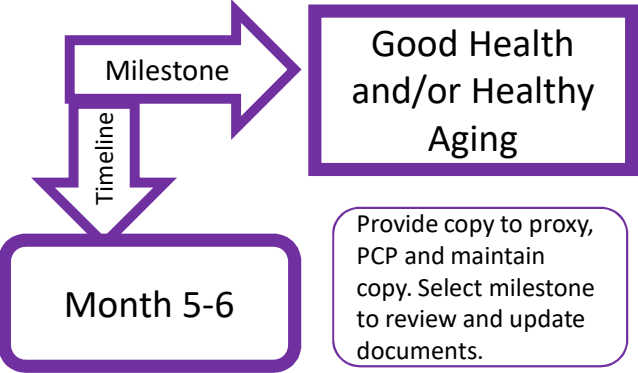 Milestone
Good Health
and/or Healthy
Aging
Timeline
Month 5-6
Provide copy to proxy,
PCP and maintain
copy. Select milestone
to review and update
documents.